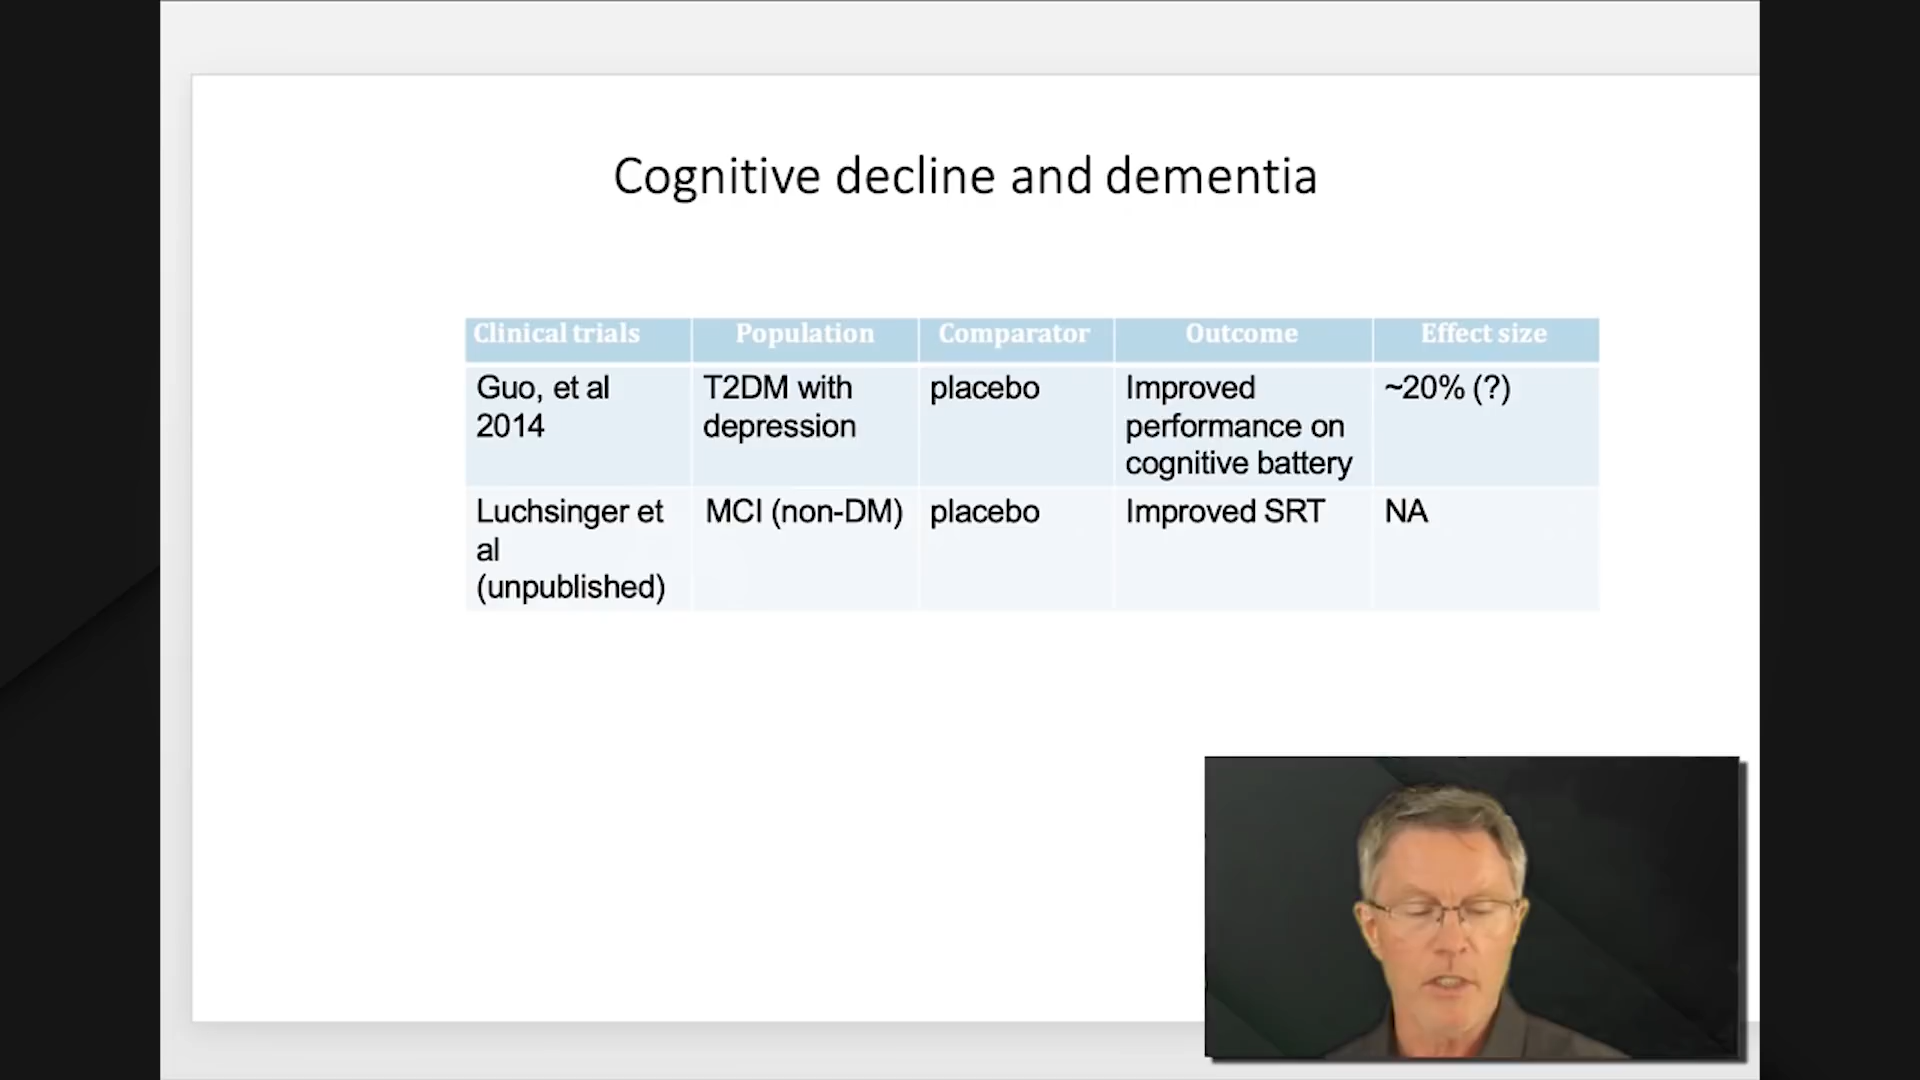 Cognitive decline and dementia
Clinical trials Population Comparator Outcome Effect size
Guo, et al
2014
T2DM with
depression
placebo
Improved
performance on
cognitive battery
~20% (?)
Luchsinger et
al
(unpublished)
MCI (non-DM)
placebo
Improved SRT
NA